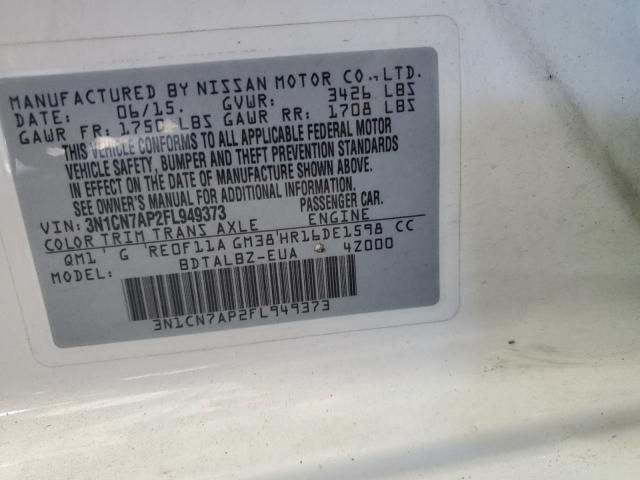 MANUFACTURED BY NISSAN MOTOR CO., LTD.
DATE: 06/15. GVWR: 3426 LBS
GAWR FR: 1750 LBS GAWR RR: 1708 LBS
THIS VEHICLE CONFORMS TO ALL APPLICABLE FEDERAL MOTOR
VEHICLE SAFETY, BUMPER AND THEFT PREVENTION STANDARDS
IN EFFECT ON THE DATE OF MANUFACTURE SHOWN ABOVE.
SEE OWNER'S MANUAL FOR ADDITIONAL INFORMATION.
VIN: 3N1CN7AP2FL949373 PASSENGER CAR.
COLOR TRIM TRANS AXLE ENGINE
QM1 G RE0F11A GM38 HR16DE1598 CC
MODEL: BDTALBZ-EUA 4Z000
3N1CN7AP2FL949373